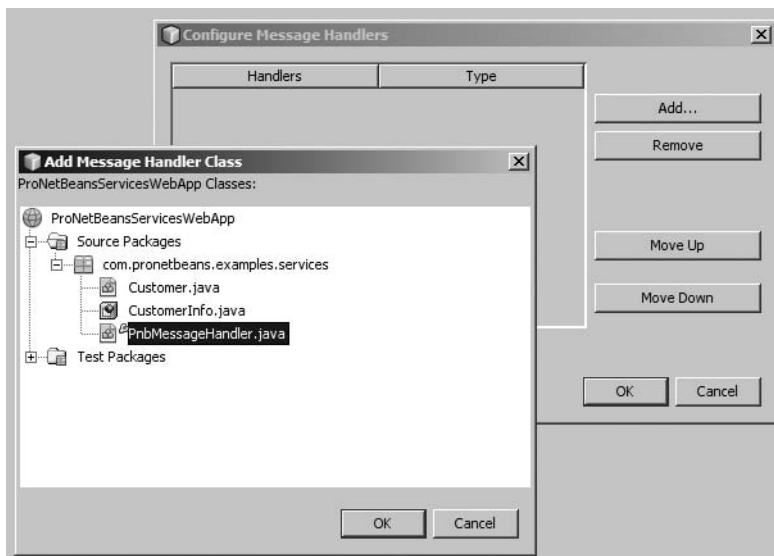 Configure Message Handlers
Handlers Type
Add...
Remove
Move Up
Move Down
OK Cancel
Add Message Handler Class
ProNetBeansServicesWebApp Classes:
ProNetBeansServicesWebApp
Source Packages
com.pronetbeans.examples.services
Customer.java
CustomerInfo.java
PnbMessageHandler.java
Test Packages
OK Cancel